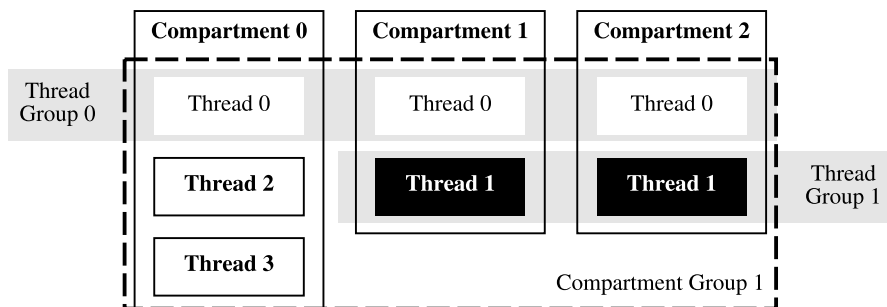 Compartment 0
Compartment 1
Compartment 2
Thread
Group 0
Thread 0
Thread 0
Thread 0
Thread 2
Thread 1
Thread 1
Thread
Group 1
Thread 3
Compartment Group 1